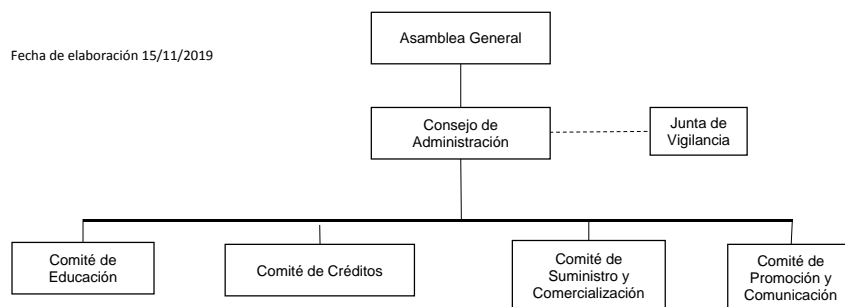 Asamblea General
Fecha de elaboración 15/11/2019
Consejo de
Administración
Junta de
Vigilancia
Comité de
Educación
Comité de Créditos
Comité de
Suministro y
Comercialización
Comité de
Promoción y
Comunicación